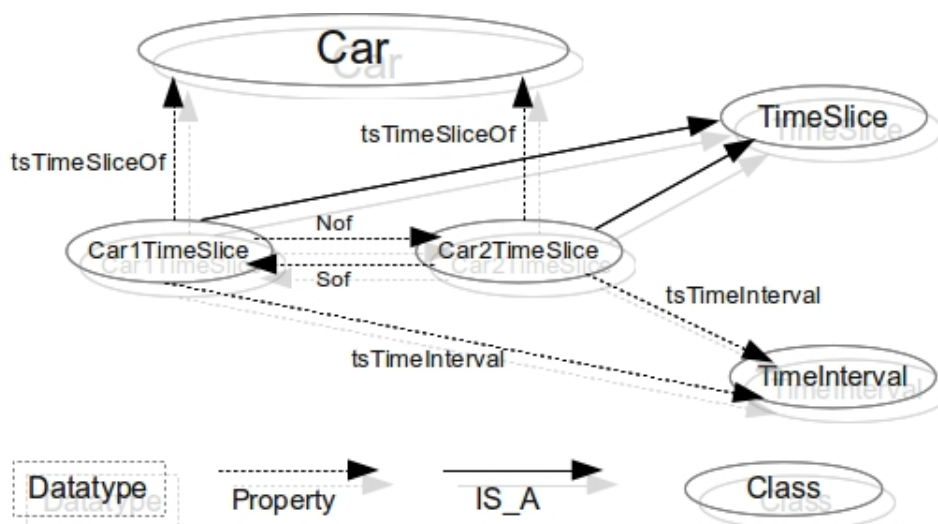 Car
TimeSlice
tsTimeSliceOf
tsTimeSliceOf
Car1TimeSlice
Nof
Car2TimeSlice
Sof
tsTimeInterval
tsTimeInterval
TimeInterval
Datatype
Property
IS_A
Class